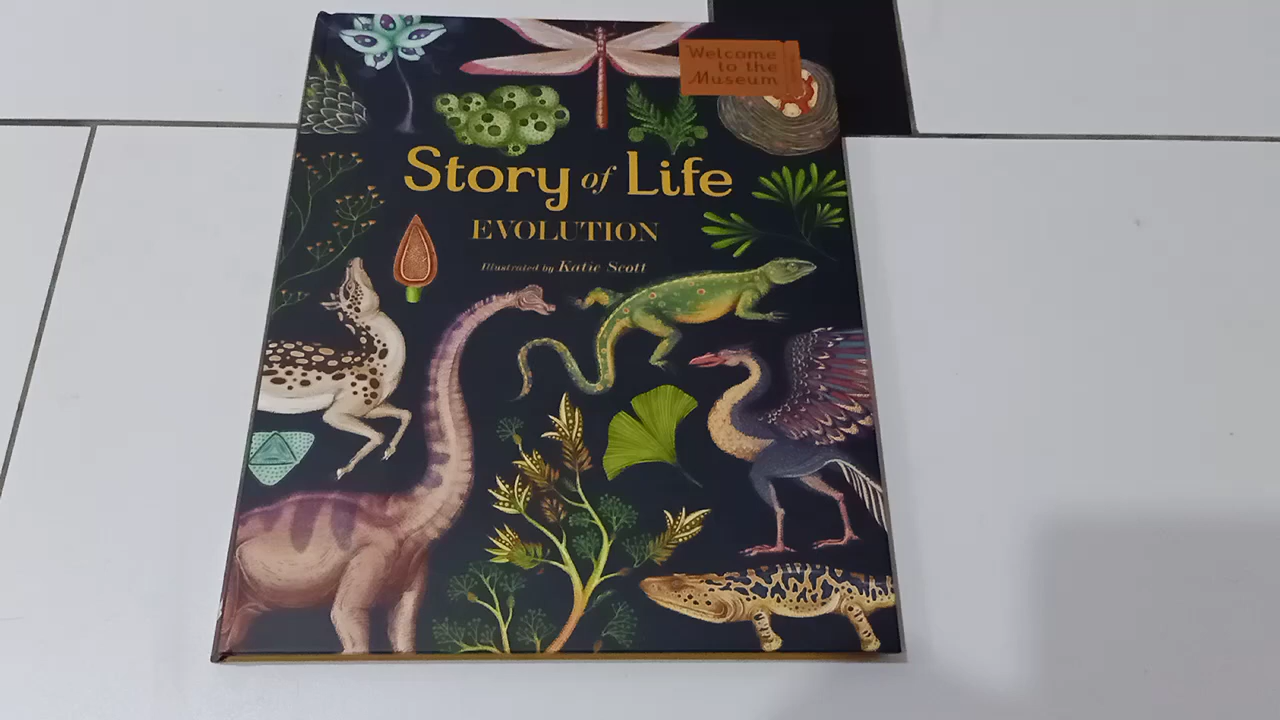 Welcome
to the
Museum
Story of Life
EVOLUTION
Illustrated by Katie Scott